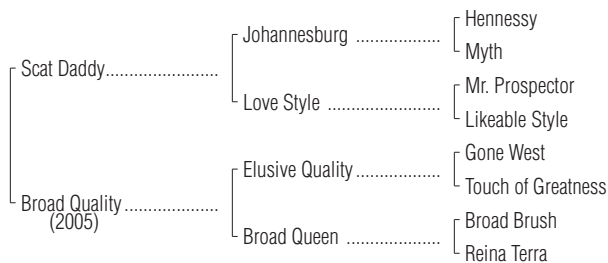 Hennessy
Johannesburg ..................
Myth
Scat Daddy........................
Mr. Prospector
Love Style ........................
Likeable Style
Gone West
Elusive Quality ..................
Touch of Greatness
Broad Quality ....................
(2005)
Broad Brush
Broad Queen ....................
Reina Terra